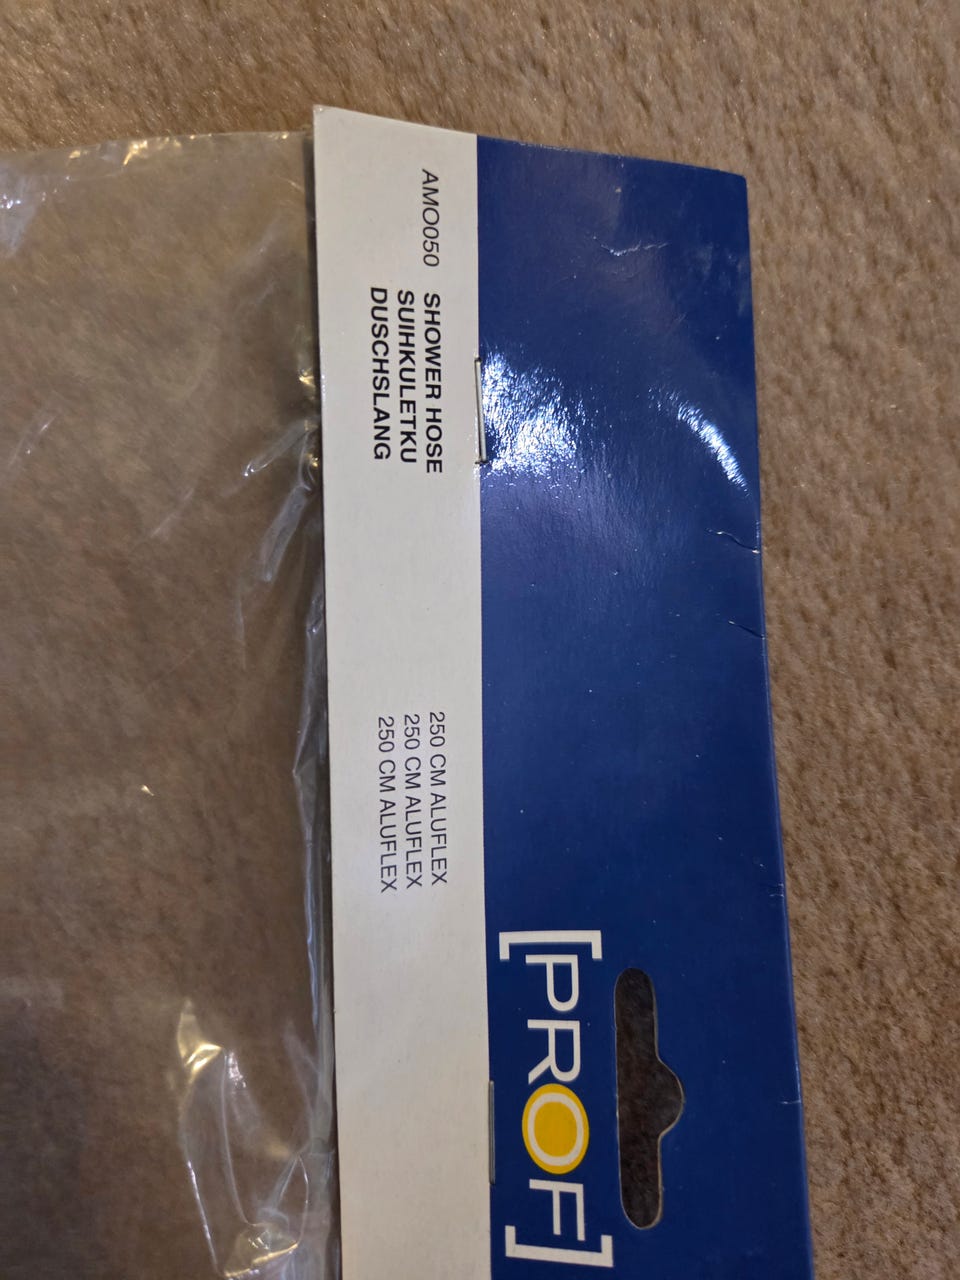 AMO050
SHOWER HOSE
SUIHKULETKU
DUSCHSLANG
250 CM ALUFLEX
250 CM ALUFLEX
250 CM ALUFLEX
[PROF]